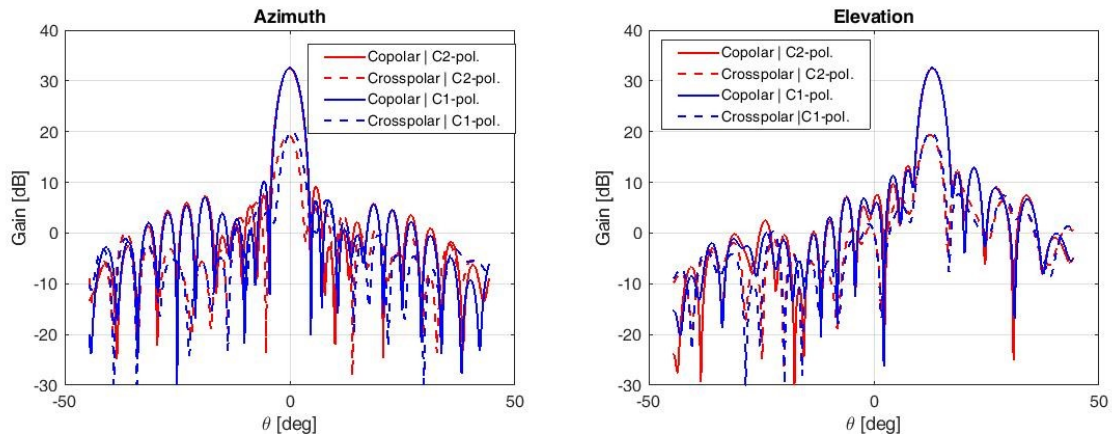 Azimuth
40
30
20
10
0
-10
-20
-30
Gain [dB]
Copolar | C2-pol.
Crosspolar | C2-pol.
Copolar | C1-pol.
Crosspolar | C1-pol.
-50
0
50
θ [deg]
Elevation
40
30
20
10
0
-10
-20
-30
Gain [dB]
Copolar | C2-pol.
Crosspolar | C2-pol.
Copolar | C1-pol.
Crosspolar |C1-pol.
-50
0
50
θ [deg]